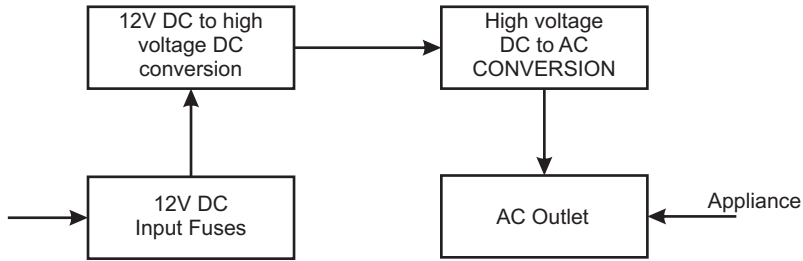 12V DC to high
voltage DC
conversion
High voltage
DC to AC
CONVERSION
12V DC
Input Fuses
AC Outlet
Appliance